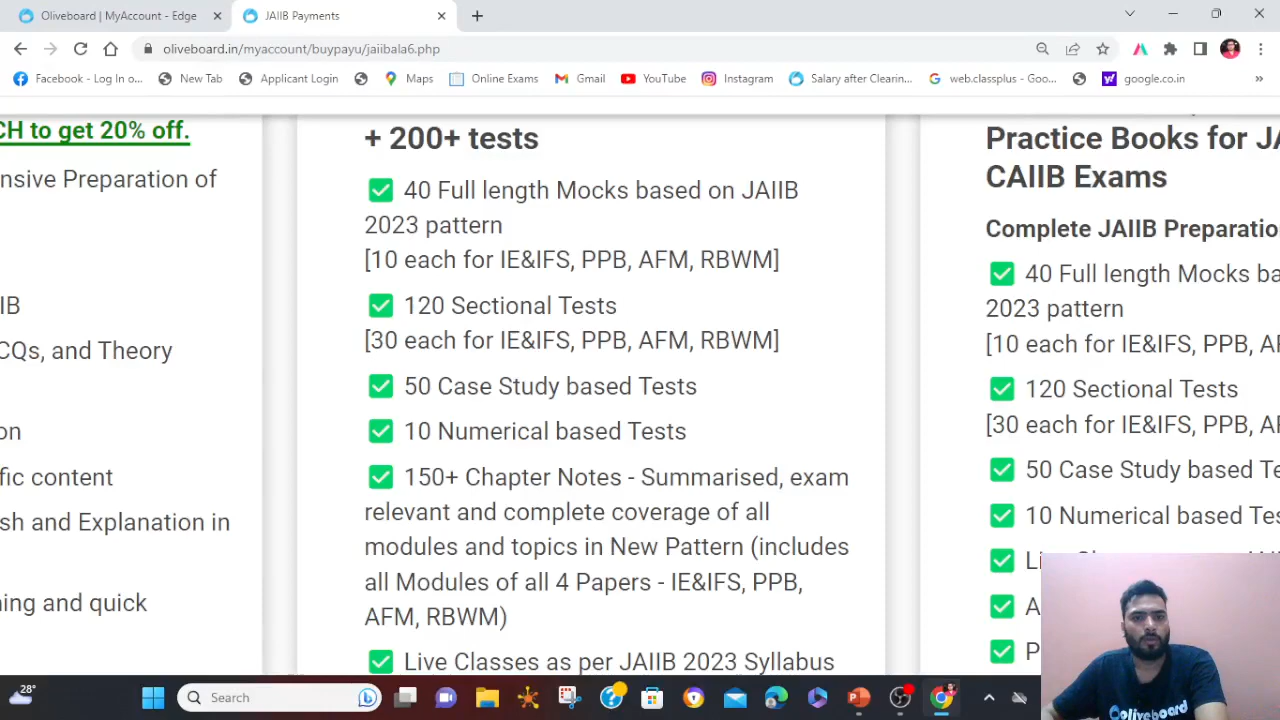 Oliveboard | MyAccount - Edge
JAIIB Payments
oliveboard.in/myaccount/buypayu/jaiibala6.php
Facebook - Log In o...
New Tab
Applicant Login
Maps
Online Exams
Gmail
YouTube
Instagram
Salary after Clearin...
web.classplus - Goo...
google.co.in
»
CH to get 20% off.
nsive Preparation of
IB
CQs, and Theory
on
fic content
sh and Explanation in
ning and quick
+ 200+ tests
40 Full length Mocks based on JAIIB
2023 pattern
[10 each for IE&IFS, PPB, AFM, RBWM]
120 Sectional Tests
[30 each for IE&IFS, PPB, AFM, RBWM]
50 Case Study based Tests
10 Numerical based Tests
150+ Chapter Notes - Summarised, exam
relevant and complete coverage of all
modules and topics in New Pattern (includes
all Modules of all 4 Papers - IE&IFS, PPB,
AFM, RBWM)
Live Classes as per JAIIB 2023 Syllabus
Practice Books for JA
CAIIB Exams
Complete JAIIB Preparatio
40 Full length Mocks ba
2023 pattern
[10 each for IE&IFS, PPB, AF
120 Sectional Tests
[30 each for IE&IFS, PPB, AF
50 Case Study based Te
10 Numerical based Tes
Li
A
P
oliveboard
28°
Search